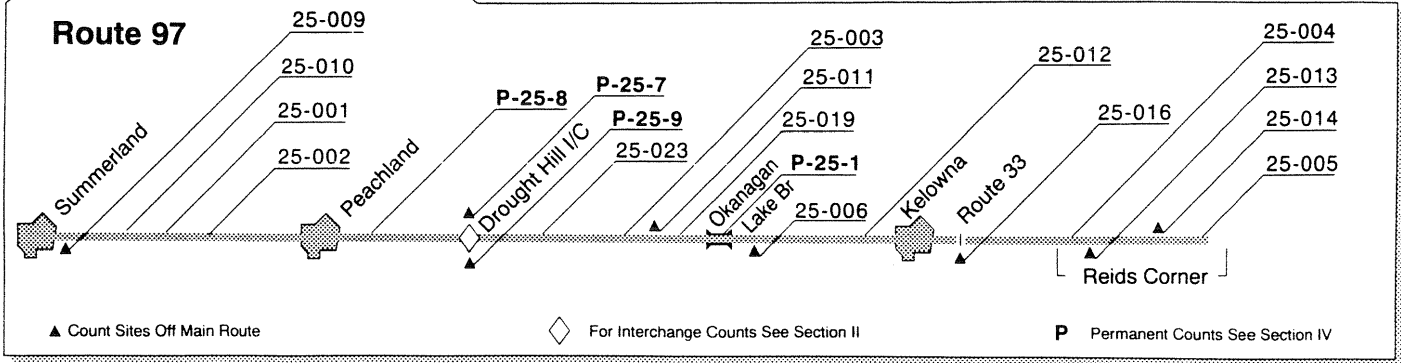 Route 97
25-009
25-010
25-001
25-002
Summerland
Peachland
P-25-8
P-25-7
P-25-9
25-023
Drought Hill I/C
25-003
25-011
25-019
P-25-1
25-006
Okanagan
Lake Br
25-012
Kelowna
Route 33
25-016
25-004
25-013
25-014
25-005
Reids Corner
Count Sites Off Main Route
For Interchange Counts See Section II
P Permanent Counts See Section IV